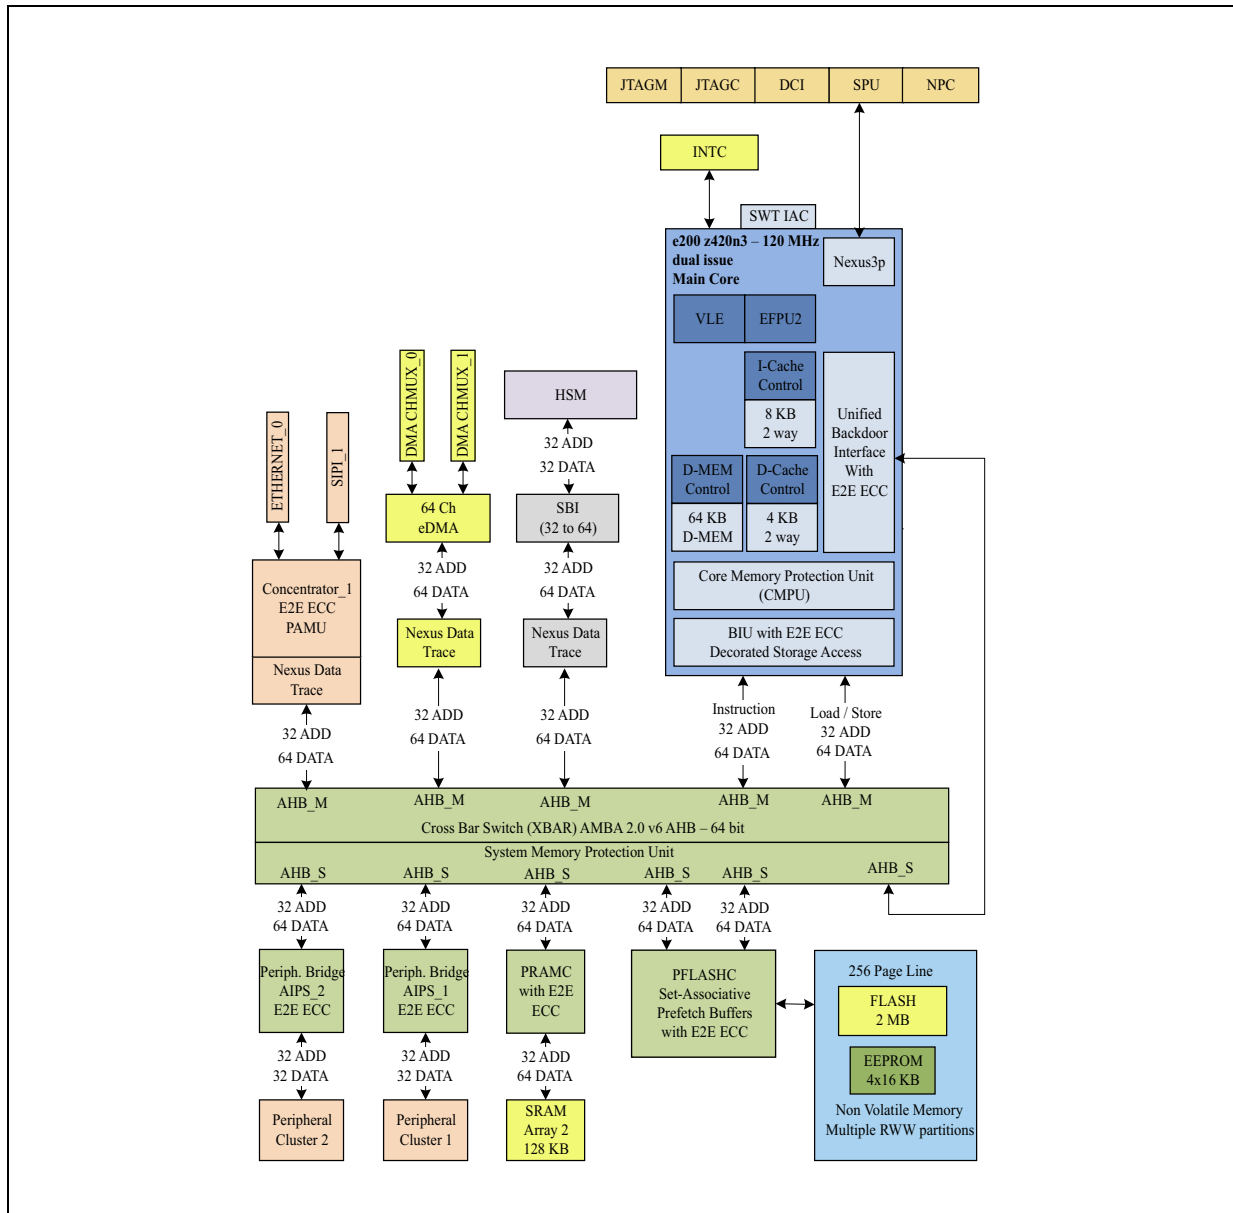 JTAGM
JTAGC
DCI
SPU
NPC
INTC
SWT IAC
e200 z420n3 – 120 MHz
dual issue
Main Core
Nexus3p
VLE
EFPU2
I-Cache
Control
8 KB
2 way
Unified
Backdoor
Interface
With
E2E ECC
D-MEM
Control
D-Cache
Control
64 KB
D-MEM
4 KB
2 way
Core Memory Protection Unit
(CMPU)
BIU with E2E ECC
Decorated Storage Access
ETHERNET_0
SIPI_1
DMA CHMUX_0
DMA CHMUX_1
HSM
32 ADD
32 DATA
64 Ch
eDMA
SBI
(32 to 64)
32 ADD
64 DATA
32 ADD
64 DATA
Concentrator_1
E2E ECC
PAMU
Nexus Data
Trace
Nexus Data
Trace
Nexus Data
Trace
32 ADD
64 DATA
32 ADD
64 DATA
32 ADD
64 DATA
Instruction
32 ADD
64 DATA
Load / Store
32 ADD
64 DATA
AHB_M
AHB_M
AHB_M
AHB_M
AHB_M
Cross Bar Switch (XBAR) AMBA 2.0 v6 AHB – 64 bit
System Memory Protection Unit
AHB_S
AHB_S
AHB_S
AHB_S
AHB_S
AHB_S
32 ADD
64 DATA
32 ADD
64 DATA
32 ADD
64 DATA
32 ADD
64 DATA
32 ADD
64 DATA
Periph. Bridge
AIPS_2
E2E ECC
Periph. Bridge
AIPS_1
E2E ECC
PRAMC
with E2E
ECC
PFLASHC
Set-Associative
Prefetch Buffers
with E2E ECC
256 Page Line
FLASH
2 MB
EEPROM
4x16 KB
Non Volatile Memory
Multiple RWW partitions
32 ADD
32 DATA
32 ADD
32 DATA
32 ADD
64 DATA
Peripheral
Cluster 2
Peripheral
Cluster 1
SRAM
Array 2
128 KB